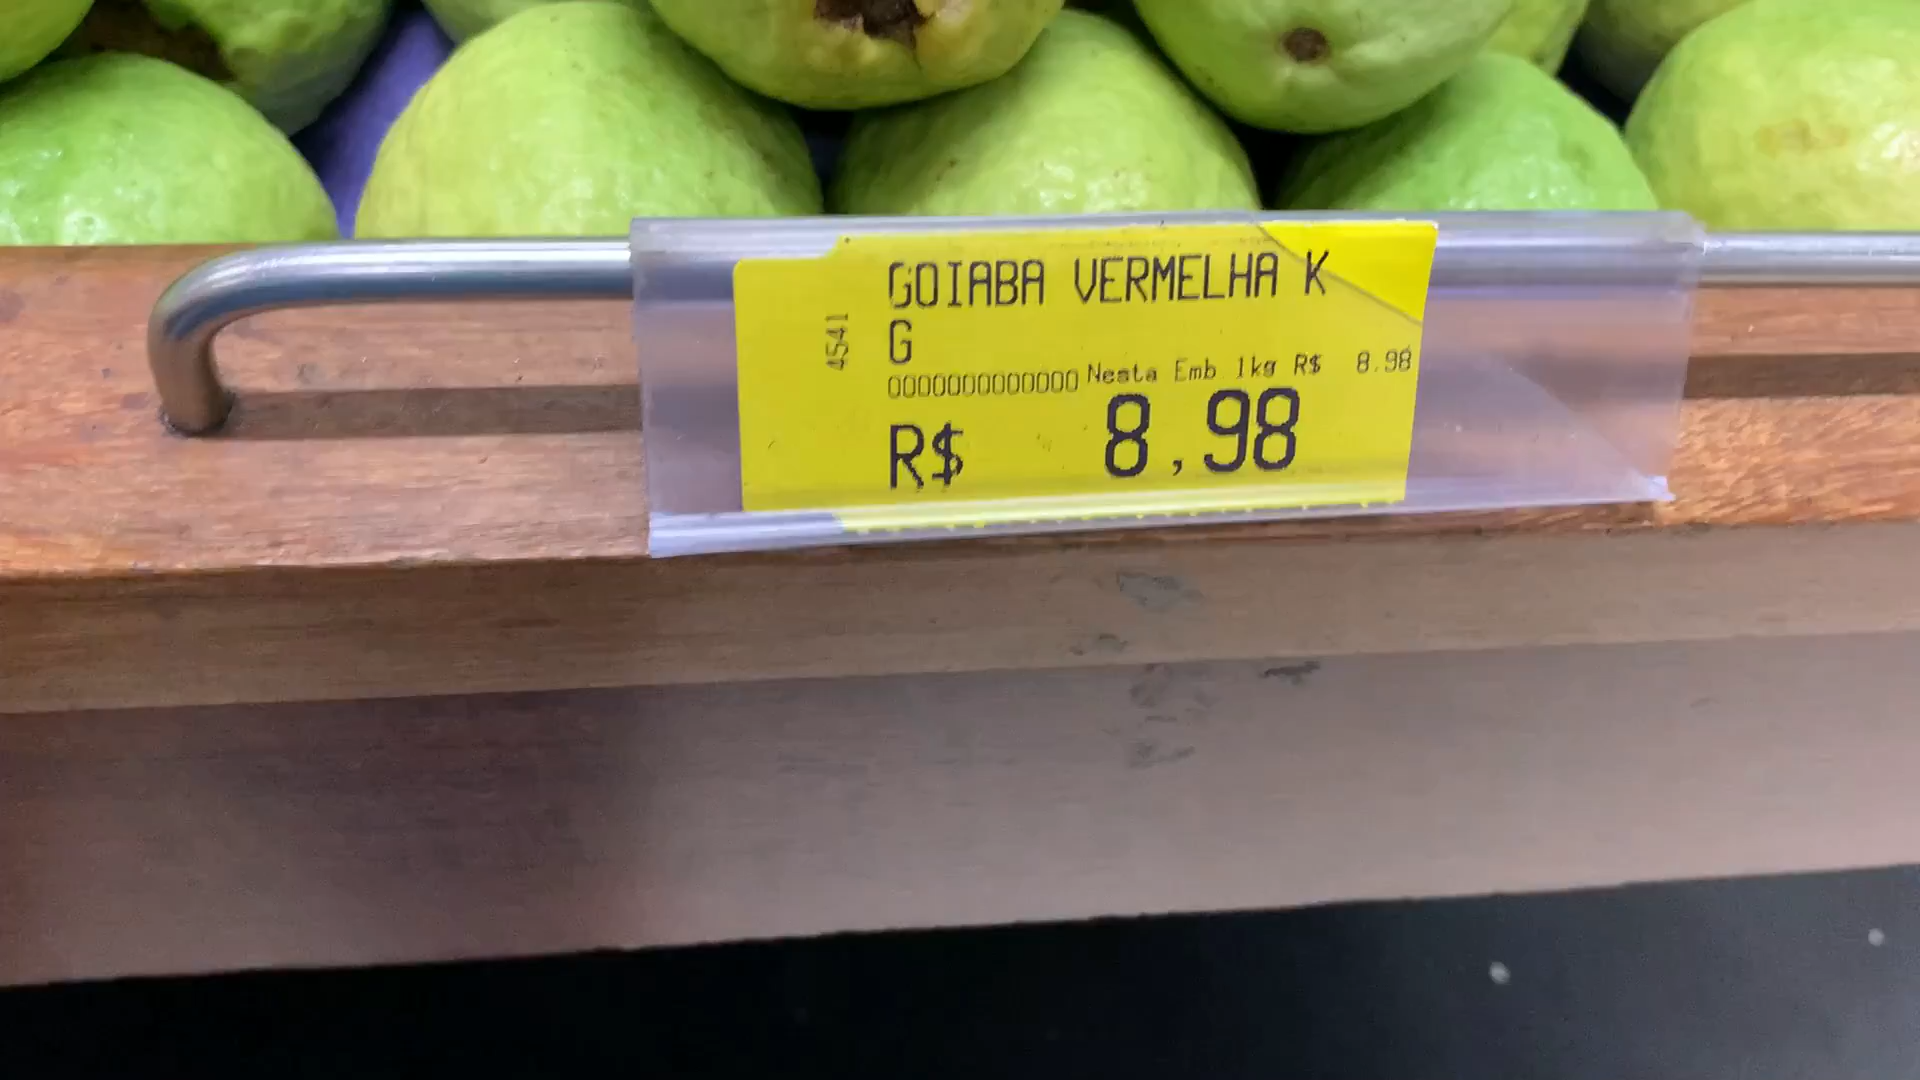 GOIABA VERMELHA K
G
4541
0000000000000 Nesta Emb 1kg R$ 8.98
R$ 8,98